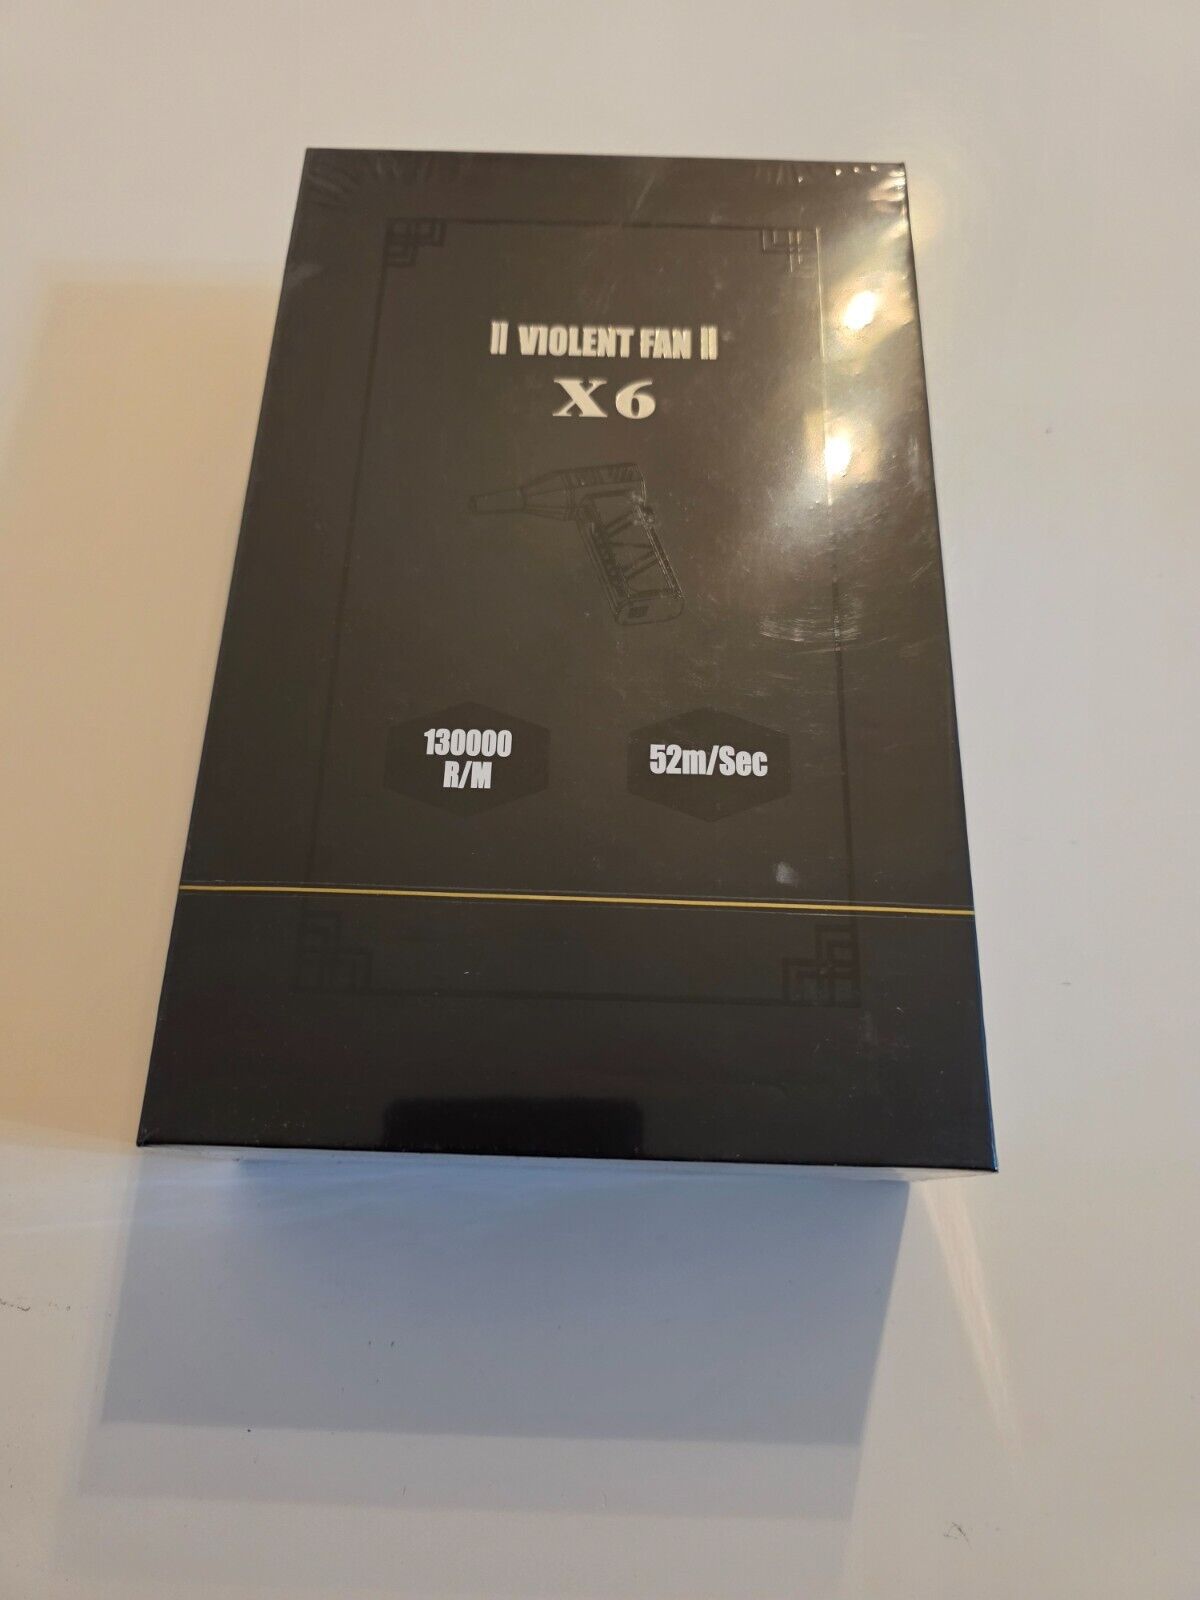 VIOLENT FAN
X6
130000
R/M
52m/Sec